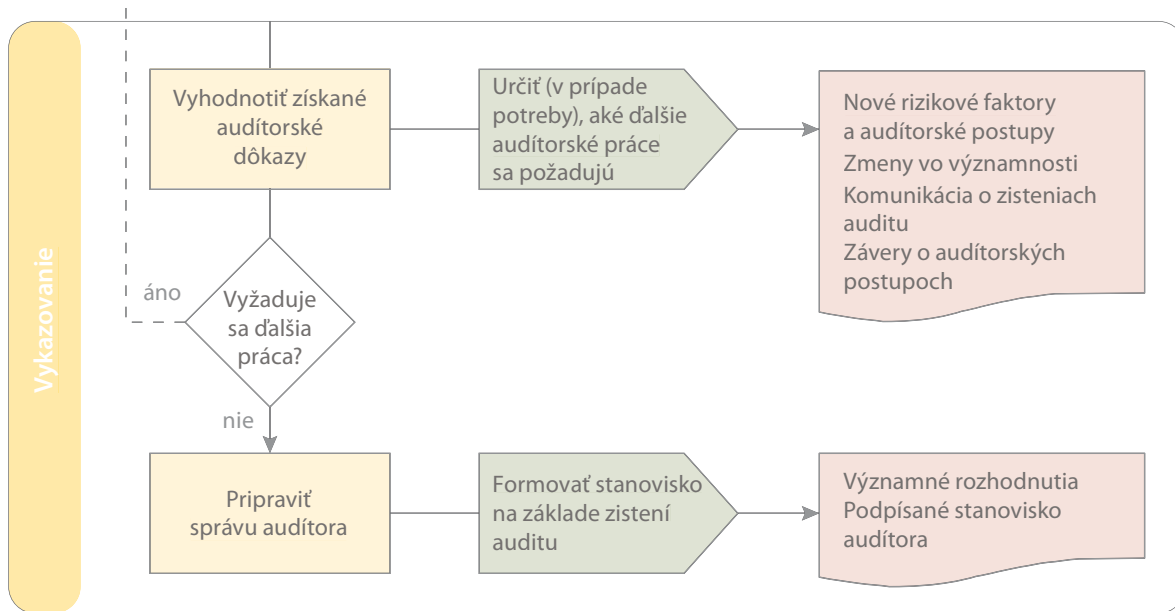 Vykazovanie
Vyhodnotiť získané
audítorské
dôkazy
Určiť (v prípade
potreby), aké ďalšie
audítorské práce
sa požadujú
Nové rizikové faktory
a audítorské postupy
Zmeny vo významnosti
Komunikácia o zisteniach
auditu
Závery o audítorských
postupoch
áno
Vyžaduje
sa ďalšia
práca?
nie
Pripraviť
správu audítora
Formovať stanovisko
na základe zistení
auditu
Významné rozhodnutia
Podpísané stanovisko
audítora